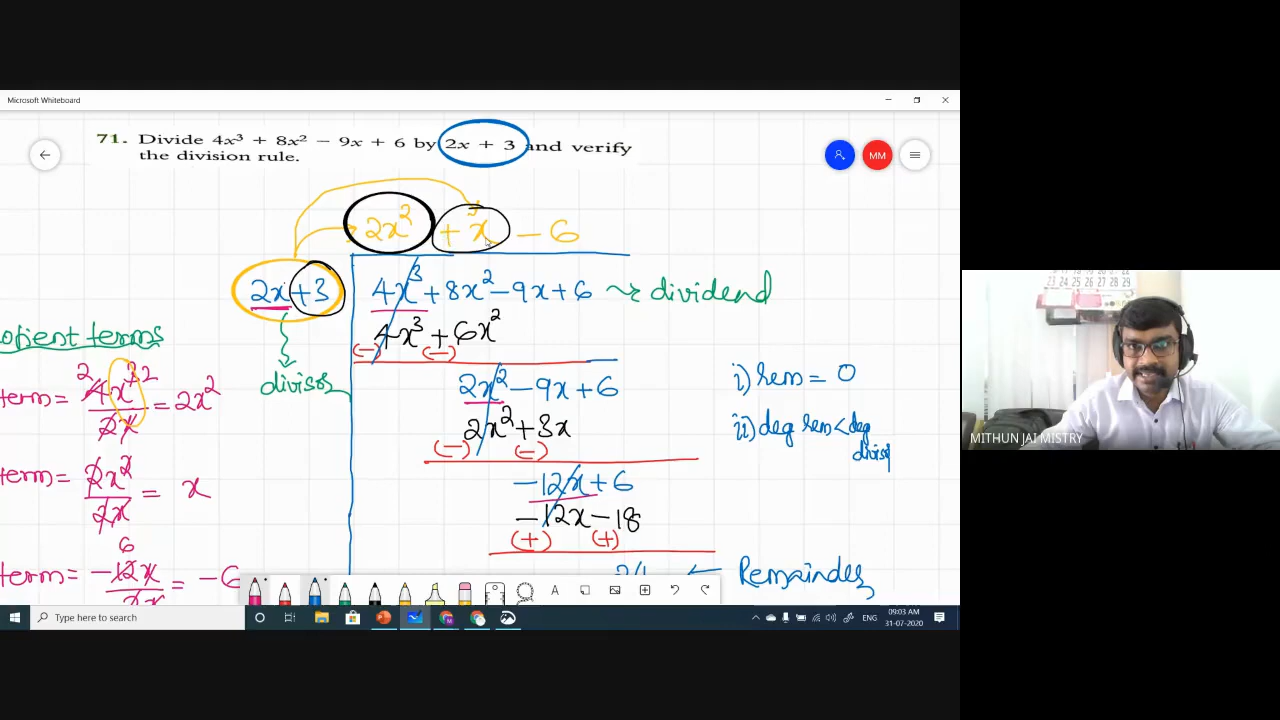 Microsoft Whiteboard
71. Divide 4x³ + 8x² − 9x + 6 by 2x + 3 and verify
the division rule.
MM
2x² + x − 6
2x+3
4x³ + 8x² − 9x + 6 dividend
4x³ + 6x²
(−) (−)
divisor
2x² − 9x + 6
2x² + 3x
(−) (−)
−12x + 6
−12x − 18
(+) (+)
Remainder
otient terms
term = 4x³ / 2x = 2x²
2 2
term = 2x² / 2x = x
6
term = −12x / 2x = −6
i) rem = 0
ii) deg rem < deg
divisor
MITHUN JAI MISTRY
Type here to search
ENG
09:03 AM
31-07-2020